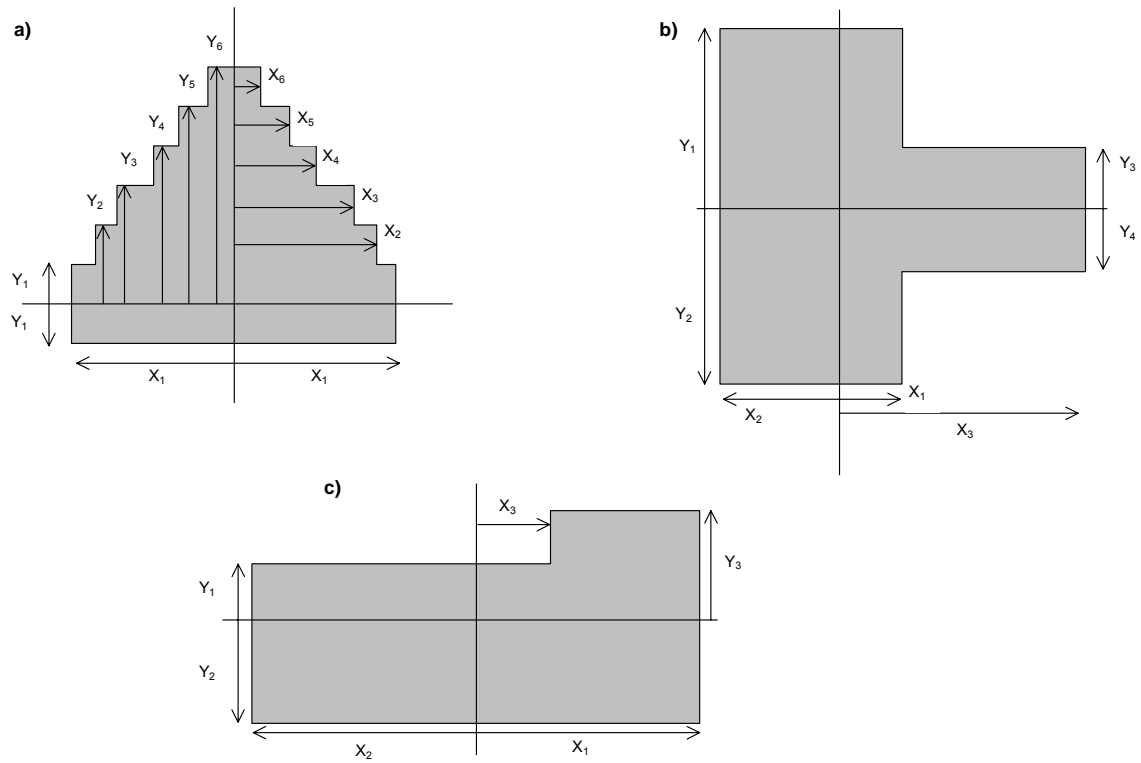 a)
Y₆
X₆
Y₅
X₅
Y₄
X₄
Y₃
X₃
Y₂
X₂
Y₁
Y₁
X₁ X₁
b)
Y₁
Y₃
Y₄
Y₂
X₁
X₂
X₃
c)
X₃
Y₃
Y₁
Y₂
X₂ X₁